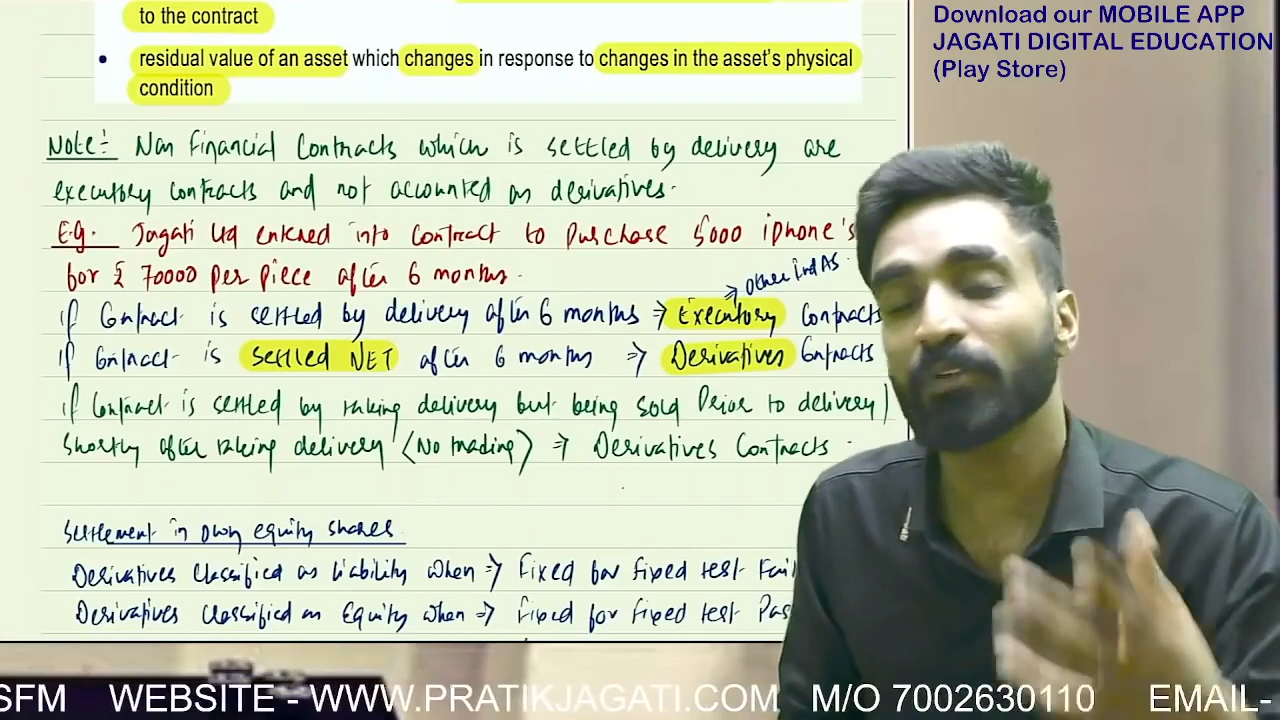 to the contract
• residual value of an asset which changes in response to changes in the asset's physical
condition
Download our MOBILE APP
JAGATI DIGITAL EDUCATION
(Play Store)
Note:- Non Financial Contracts which is settled by delivery are
executory contracts and not accounted as derivatives.
E.g. Jagati Ltd entered into contract to purchase 5000 iphone's
for ₹ 70000 per piece after 6 months.
⇒ other Ind AS.
if Contract is settled by delivery after 6 months ⇒ Executory Contracts
if Contract is settled NET after 6 months ⇒ Derivatives Contracts
if Contract is settled by taking delivery but being sold Prior to delivery/
shortly after taking delivery (No trading) ⇒ Derivatives Contracts.
Settlement in own equity shares.
Derivatives classified as liability when ⇒ Fixed for fixed test Fail
Derivatives classified as Equity when ⇒ Fixed for fixed test Pas
SFM WEBSITE - WWW.PRATIKJAGATI.COM M/O 7002630110 EMAIL-